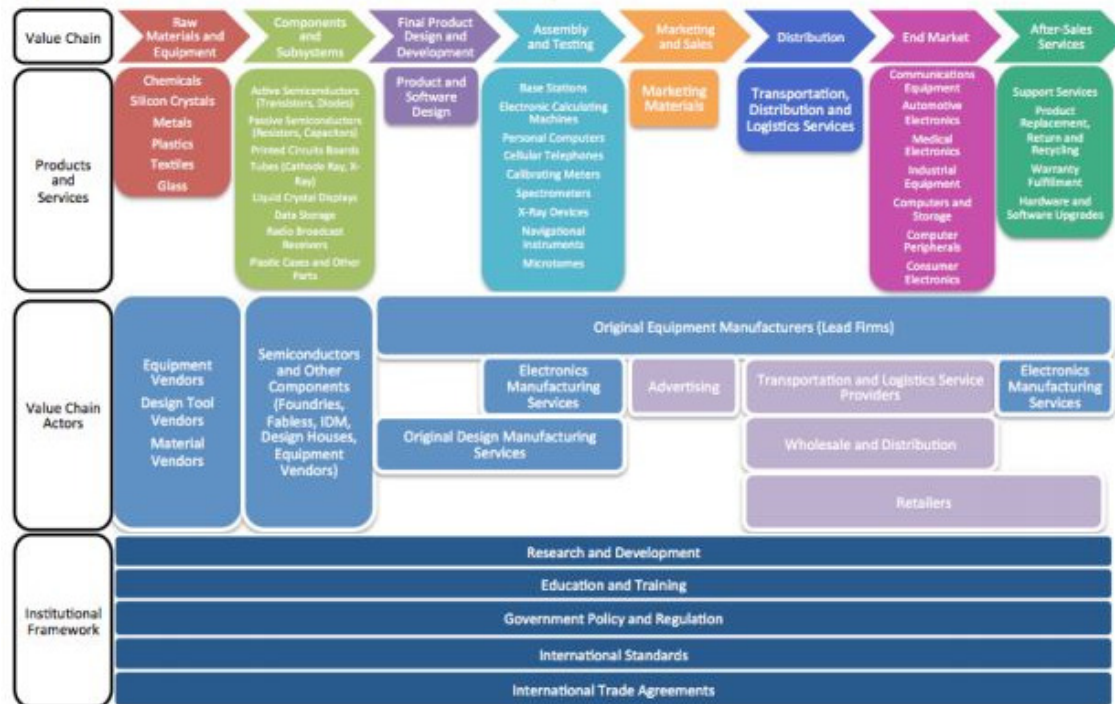 Value Chain
Raw
Materials and
Equipment
Components
and
Subsystems
Final Product
Design and
Development
Assembly
and Testing
Marketing
and Sales
Distribution
End Market
After-Sales
Services
Products
and
Services
Chemicals
Silicon Crystals
Metals
Plastics
Textiles
Glass
Active Semiconductors
(Transistors, Diodes)
Passive Semiconductors
(Resistors, Capacitors)
Printed Circuits Boards
Tubes (Cathode Ray, X-
Ray)
Liquid Crystal Displays
Data Storage
Radio Broadcast
Receivers
Plastic Cases and Other
Parts
Product and
Software
Design
Base Stations
Electronic Calculating
Machines
Personal Computers
Cellular Telephones
Calibrating Meters
Spectrometers
X-Ray Devices
Navigational
Instruments
Microtomes
Marketing
Materials
Transportation,
Distribution and
Logistics Services
Communications
Equipment
Automotive
Electronics
Medical
Electronics
Industrial
Equipment
Computers and
Storage
Computer
Peripherals
Consumer
Electronics
Support Services
Product
Replacement,
Return and
Recycling
Warranty
Fulfillment
Hardware and
Software Upgrades
Value Chain
Actors
Equipment
Vendors
Design Tool
Vendors
Material
Vendors
Semiconductors
and Other
Components
(Foundries,
Fabless, IDM,
Design Houses,
Equipment
Vendors)
Original Equipment Manufacturers (Lead Firms)
Electronics
Manufacturing
Services
Advertising
Transportation and Logistics Service
Providers
Electronics
Manufacturing
Services
Original Design Manufacturing
Services
Wholesale and Distribution
Retailers
Institutional
Framework
Research and Development
Education and Training
Government Policy and Regulation
International Standards
International Trade Agreements